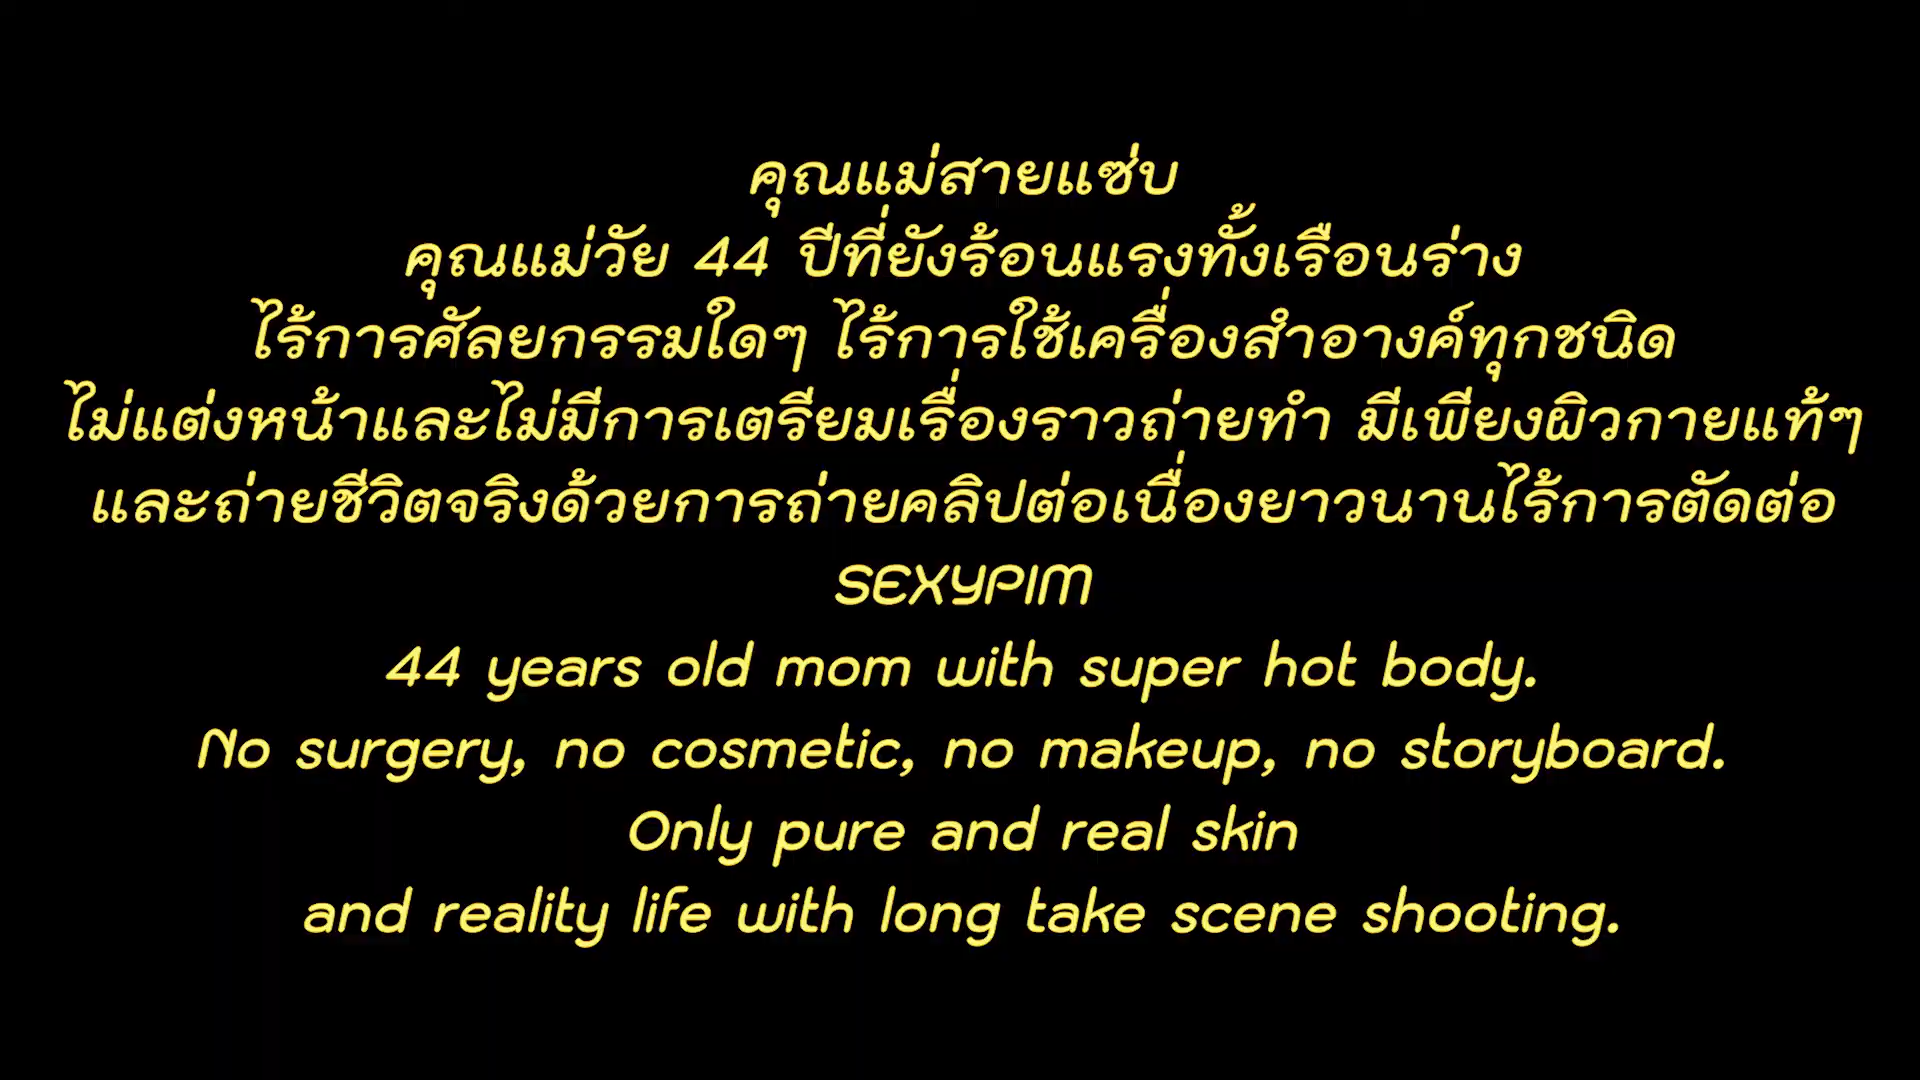 คุณแม่สายแซ่บ
คุณแม่วัย 44 ปีที่ยังร้อนแรงทั้งเรือนร่าง
ไร้การศัลยกรรมใดๆ ไร้การใช้เครื่องสำอางค์ทุกชนิด
ไม่แต่งหน้าและไม่มีการเตรียมเรื่องราวถ่ายทำ มีเพียงผิวกายแท้ๆ
และถ่ายชีวิตจริงด้วยการถ่ายคลิปต่อเนื่องยาวนานไร้การตัดต่อ
SEXYPIM
44 years old mom with super hot body.
No surgery, no cosmetic, no makeup, no storyboard.
Only pure and real skin
and reality life with long take scene shooting.